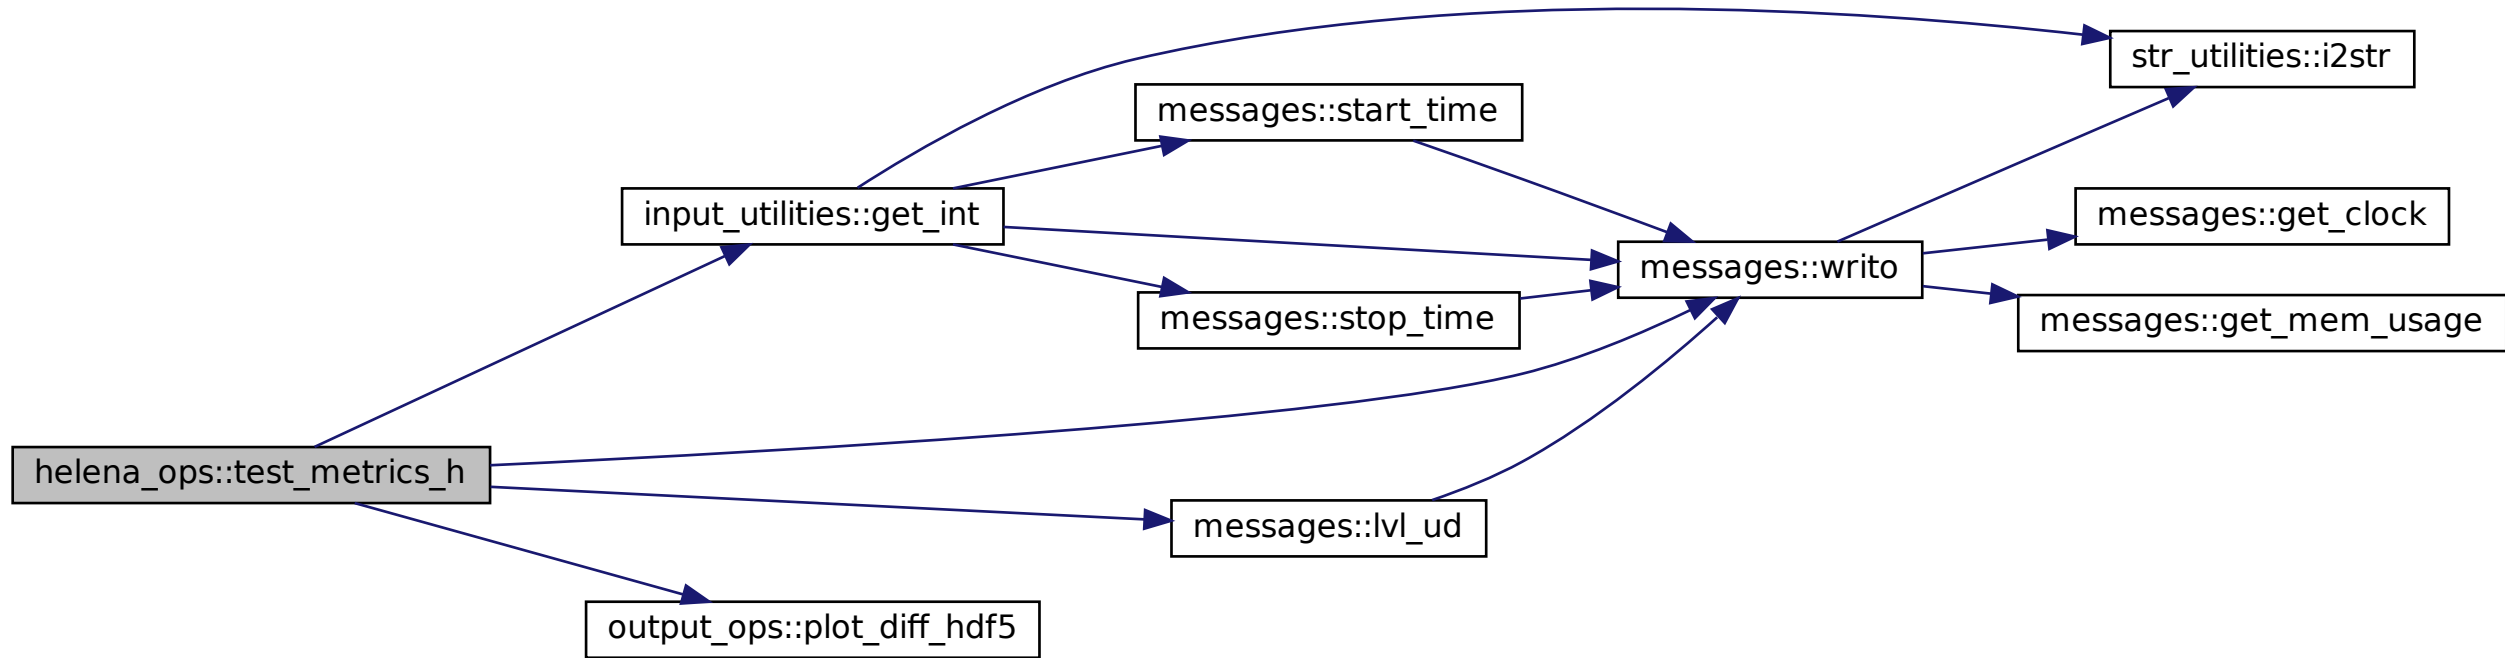 str_utilities::i2str
messages::start_time
input_utilities::get_int
messages::get_clock
messages::writo
messages::stop_time
messages::get_mem_usage
helena_ops::test_metrics_h
messages::lvl_ud
output_ops::plot_diff_hdf5